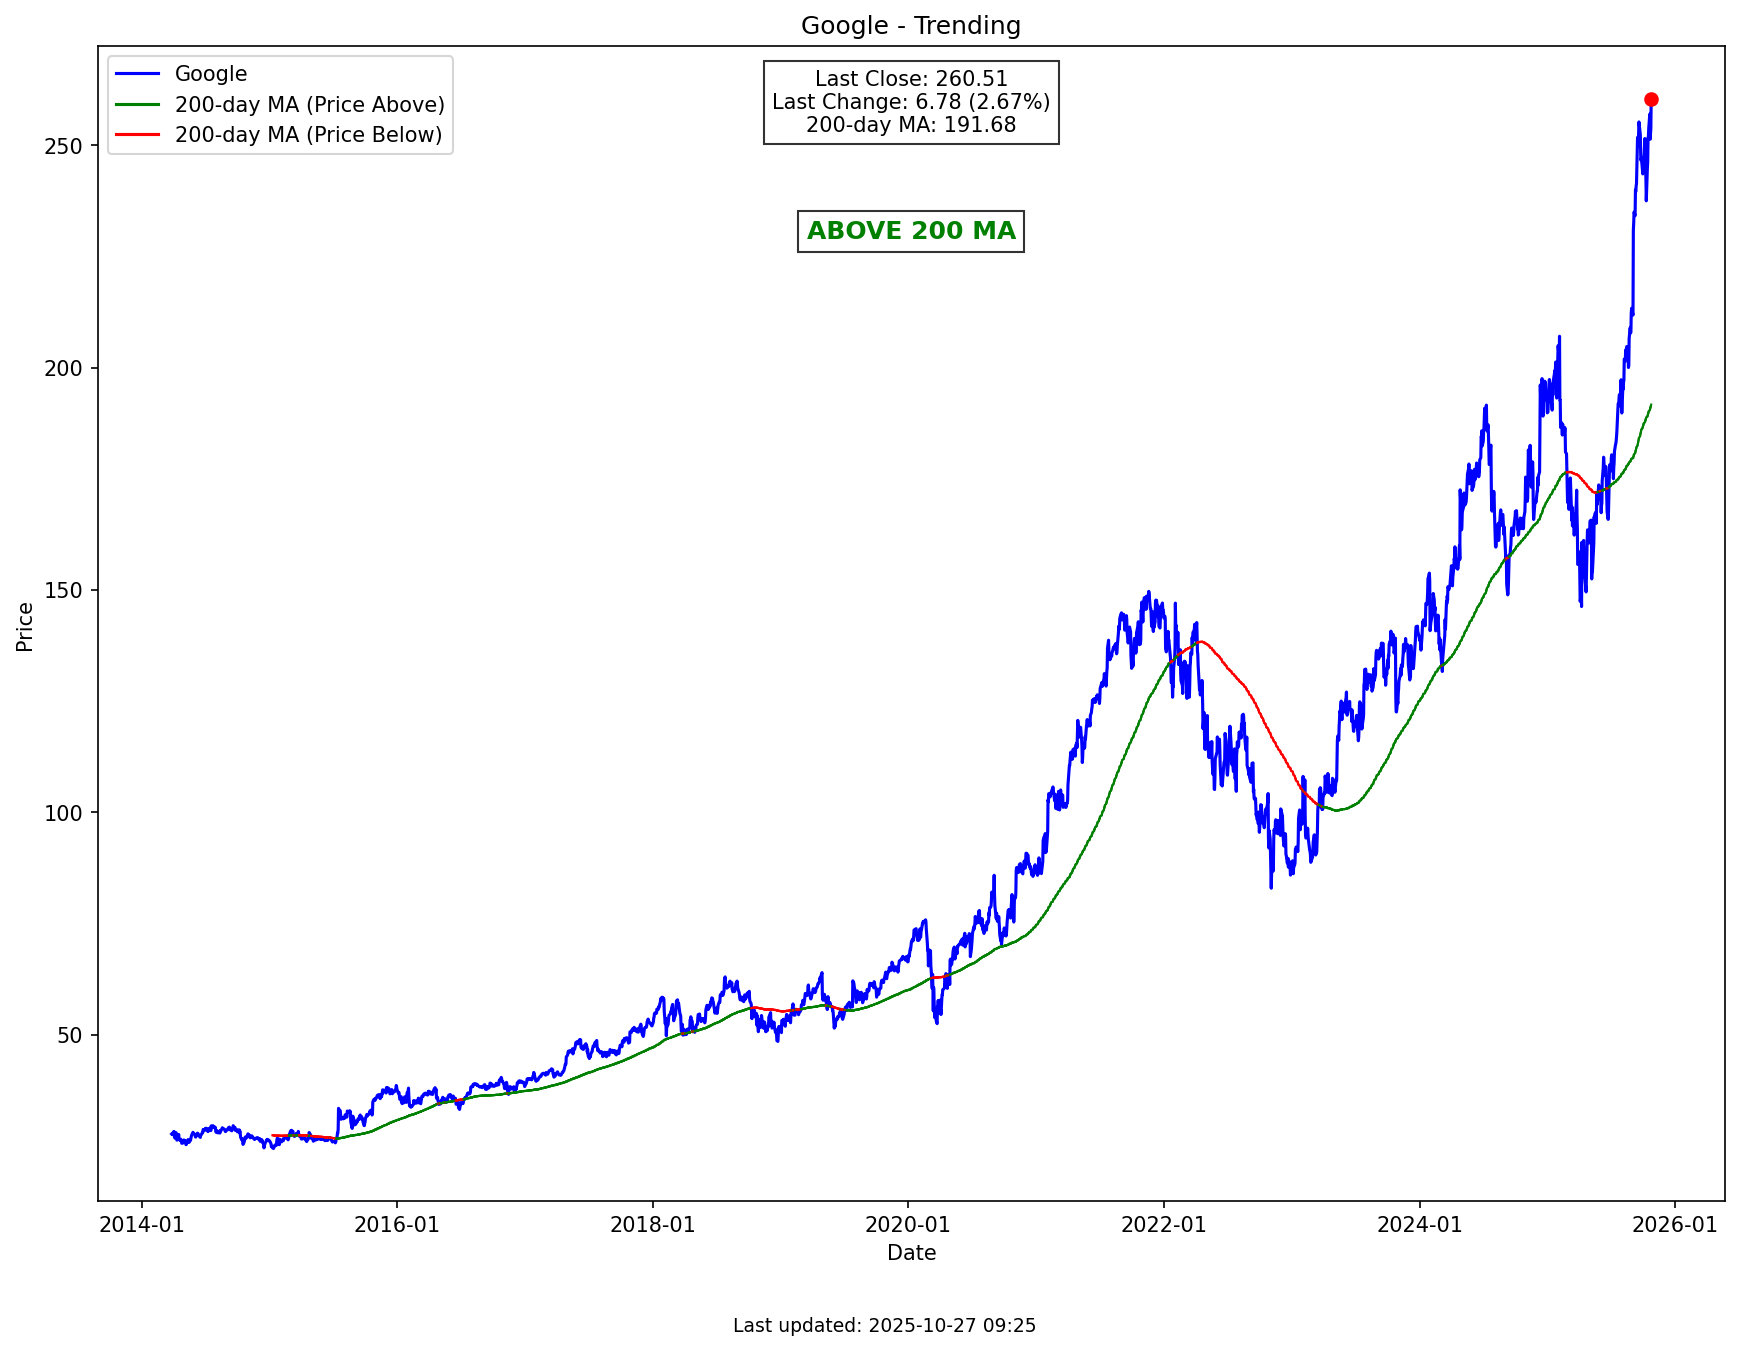 Google - Trending
Google
200-day MA (Price Above)
200-day MA (Price Below)
Last Close: 260.51
Last Change: 6.78 (2.67%)
200-day MA: 191.68
ABOVE 200 MA
Price
250
200
150
100
50
2014-01
2016-01
2018-01
2020-01
2022-01
2024-01
2026-01
Date
Last updated: 2025-10-27 09:25